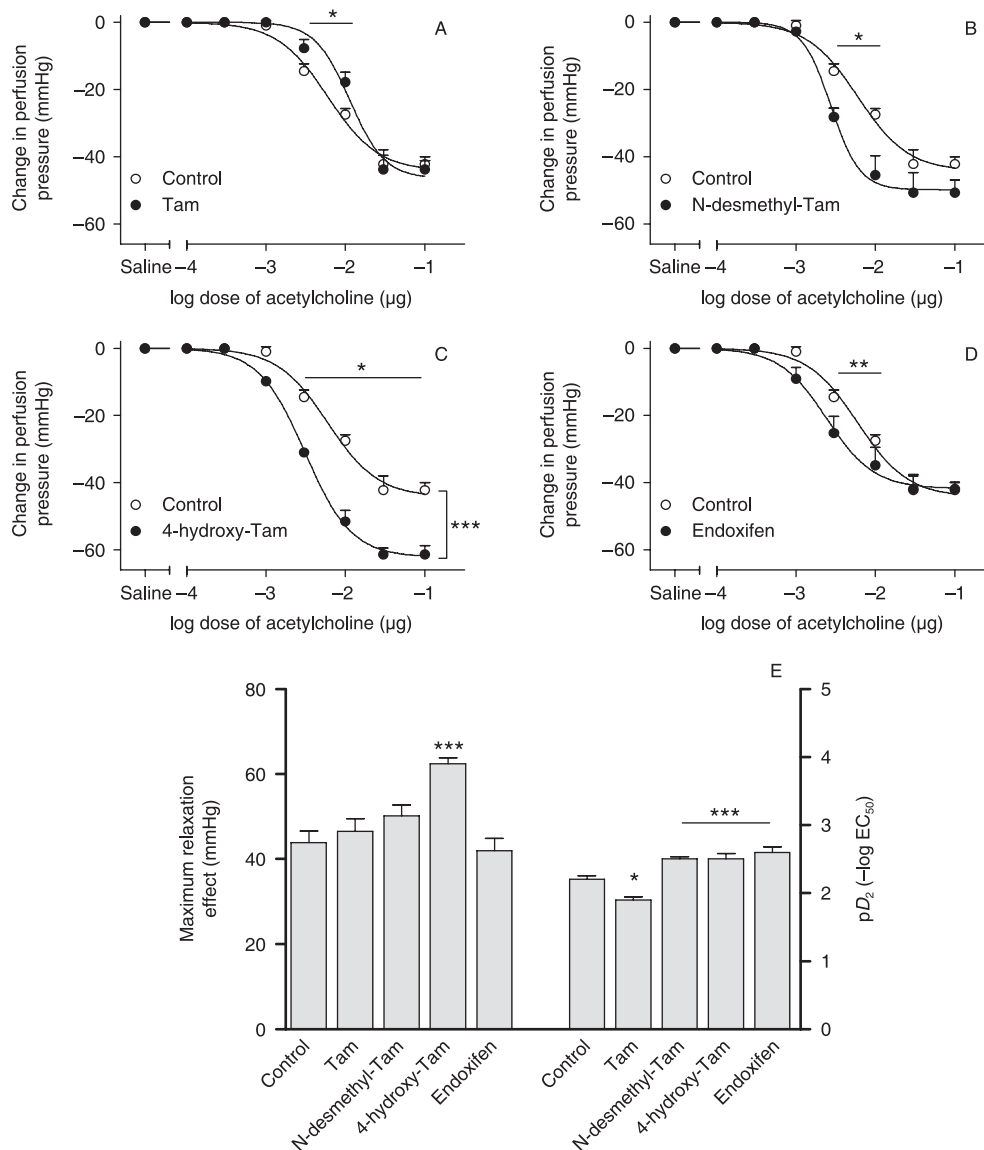 A
*
0
−20
−40
−60
Change in perfusion
pressure (mmHg)
Control
Tam
Saline −4 −3 −2 −1
log dose of acetylcholine (µg)
B
*
0
−20
−40
−60
Change in perfusion
pressure (mmHg)
Control
N-desmethyl-Tam
Saline −4 −3 −2 −1
log dose of acetylcholine (µg)
C
*
0
−20
−40
−60
Change in perfusion
pressure (mmHg)
Control
4-hydroxy-Tam
***
Saline −4 −3 −2 −1
log dose of acetylcholine (µg)
D
**
0
−20
−40
−60
Change in perfusion
pressure (mmHg)
Control
Endoxifen
Saline −4 −3 −2 −1
log dose of acetylcholine (µg)
E
80
60
40
20
0
Maximum relaxation
effect (mmHg)
***
*
***
5
4
3
2
1
0
pD₂ (−log EC₅₀)
Control
Tam
N-desmethyl-Tam
4-hydroxy-Tam
Endoxifen
Control
Tam
N-desmethyl-Tam
4-hydroxy-Tam
Endoxifen